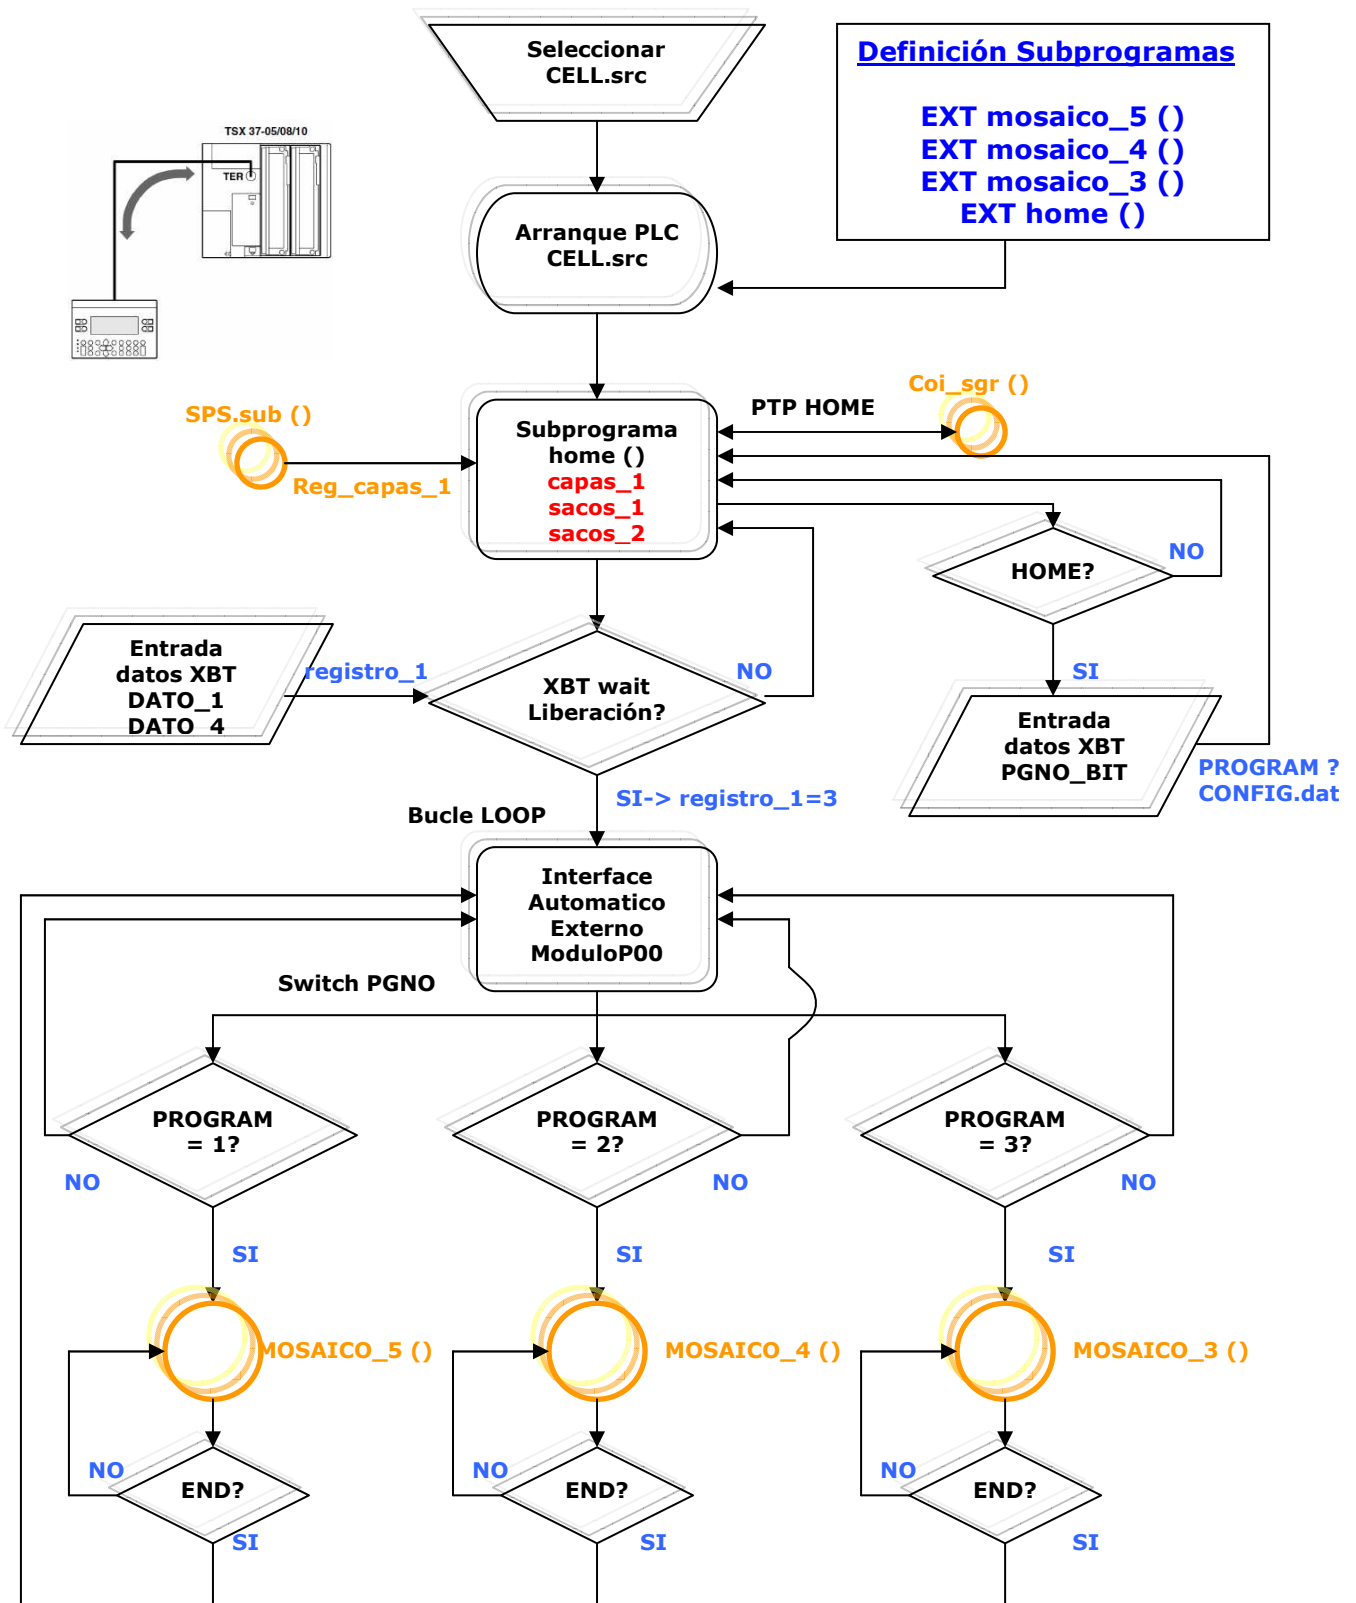 Seleccionar
CELL.src
Definición Subprogramas
EXT mosaico_5 ()
EXT mosaico_4 ()
EXT mosaico_3 ()
EXT home ()
TSX 37-05/08/10
TER
Arranque PLC
CELL.src
SPS.sub ()
Reg_capas_1
Subprograma
home ()
capas_1
sacos_1
sacos_2
PTP HOME
Coi_sgr ()
HOME?
NO
SI
Entrada
datos XBT
DATO_1
DATO_4
registro_1
XBT wait
Liberación?
NO
Entrada
datos XBT
PGNO_BIT
PROGRAM ?
CONFIG.dat
SI-> registro_1=3
Bucle LOOP
Interface
Automatico
Externo
ModuloP00
Switch PGNO
PROGRAM
= 1?
NO
SI
PROGRAM
= 2?
NO
SI
PROGRAM
= 3?
NO
SI
MOSAICO_5 ()
MOSAICO_4 ()
MOSAICO_3 ()
NO
END?
SI
NO
END?
SI
NO
END?
SI